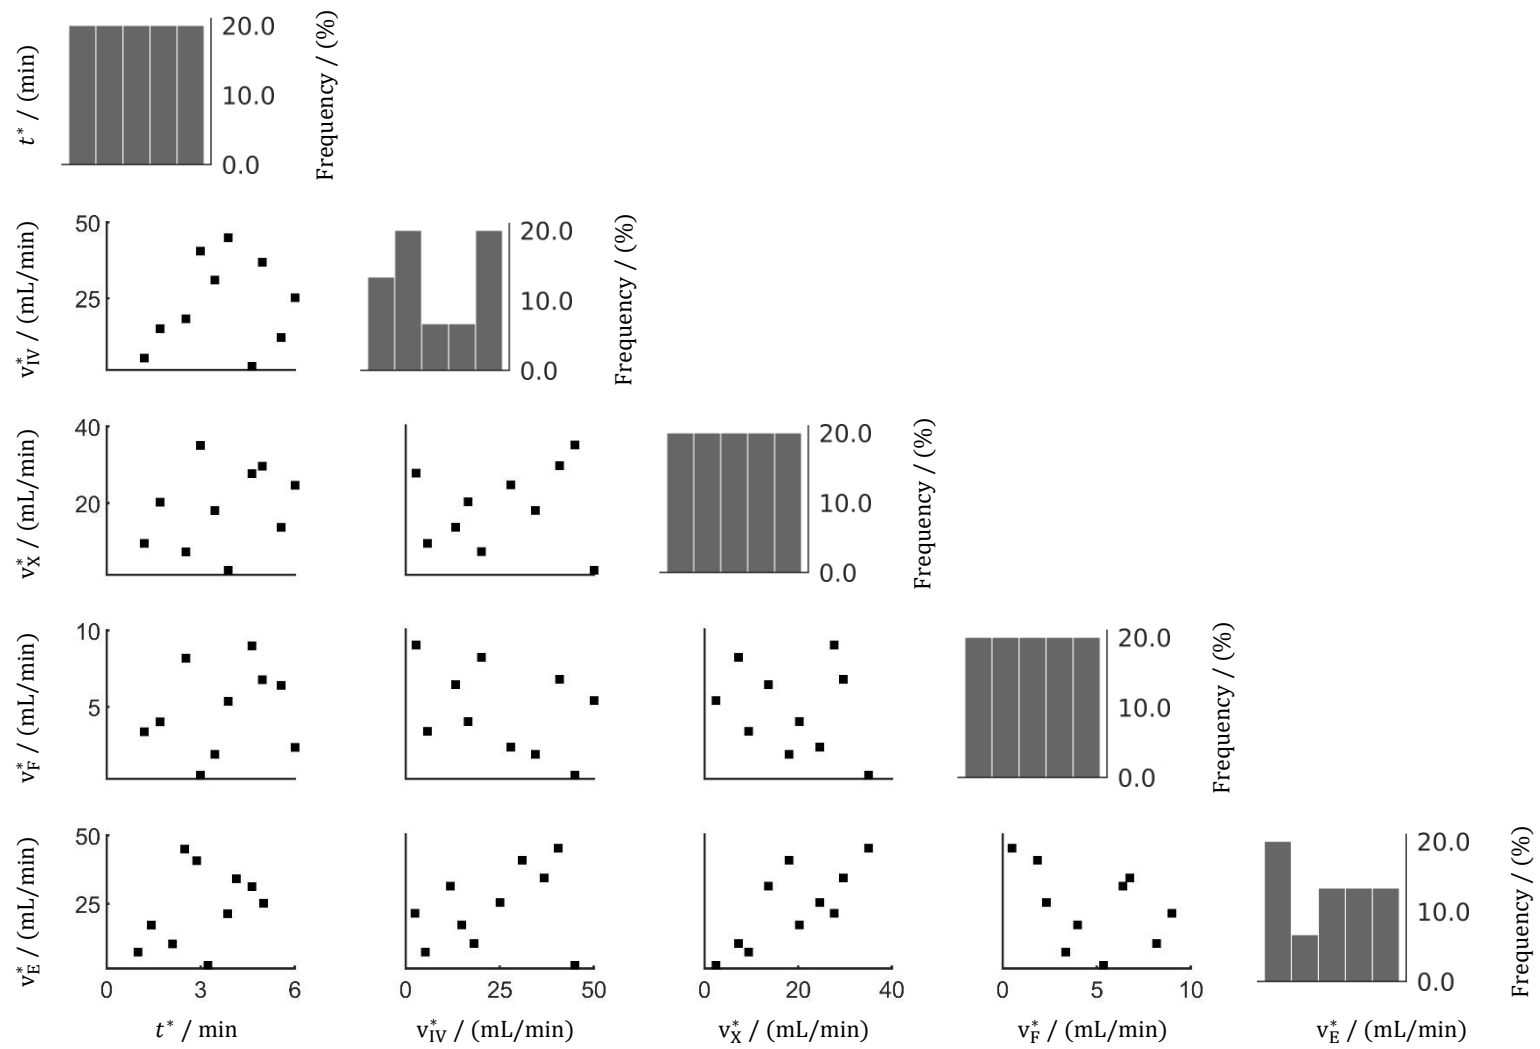 t* / (min)
20.0
10.0
0.0
Frequency / (%)
v*IV / (mL/min)
50
25
20.0
10.0
0.0
Frequency / (%)
v*X / (mL/min)
40
20
20.0
10.0
0.0
Frequency / (%)
v*F / (mL/min)
10
5
20.0
10.0
0.0
Frequency / (%)
v*E / (mL/min)
50
25
20.0
10.0
0.0
Frequency / (%)
0 3 6 0 25 50 0 20 40 0 5 10
t* / min v*IV / (mL/min) v*X / (mL/min) v*F / (mL/min) v*E / (mL/min)